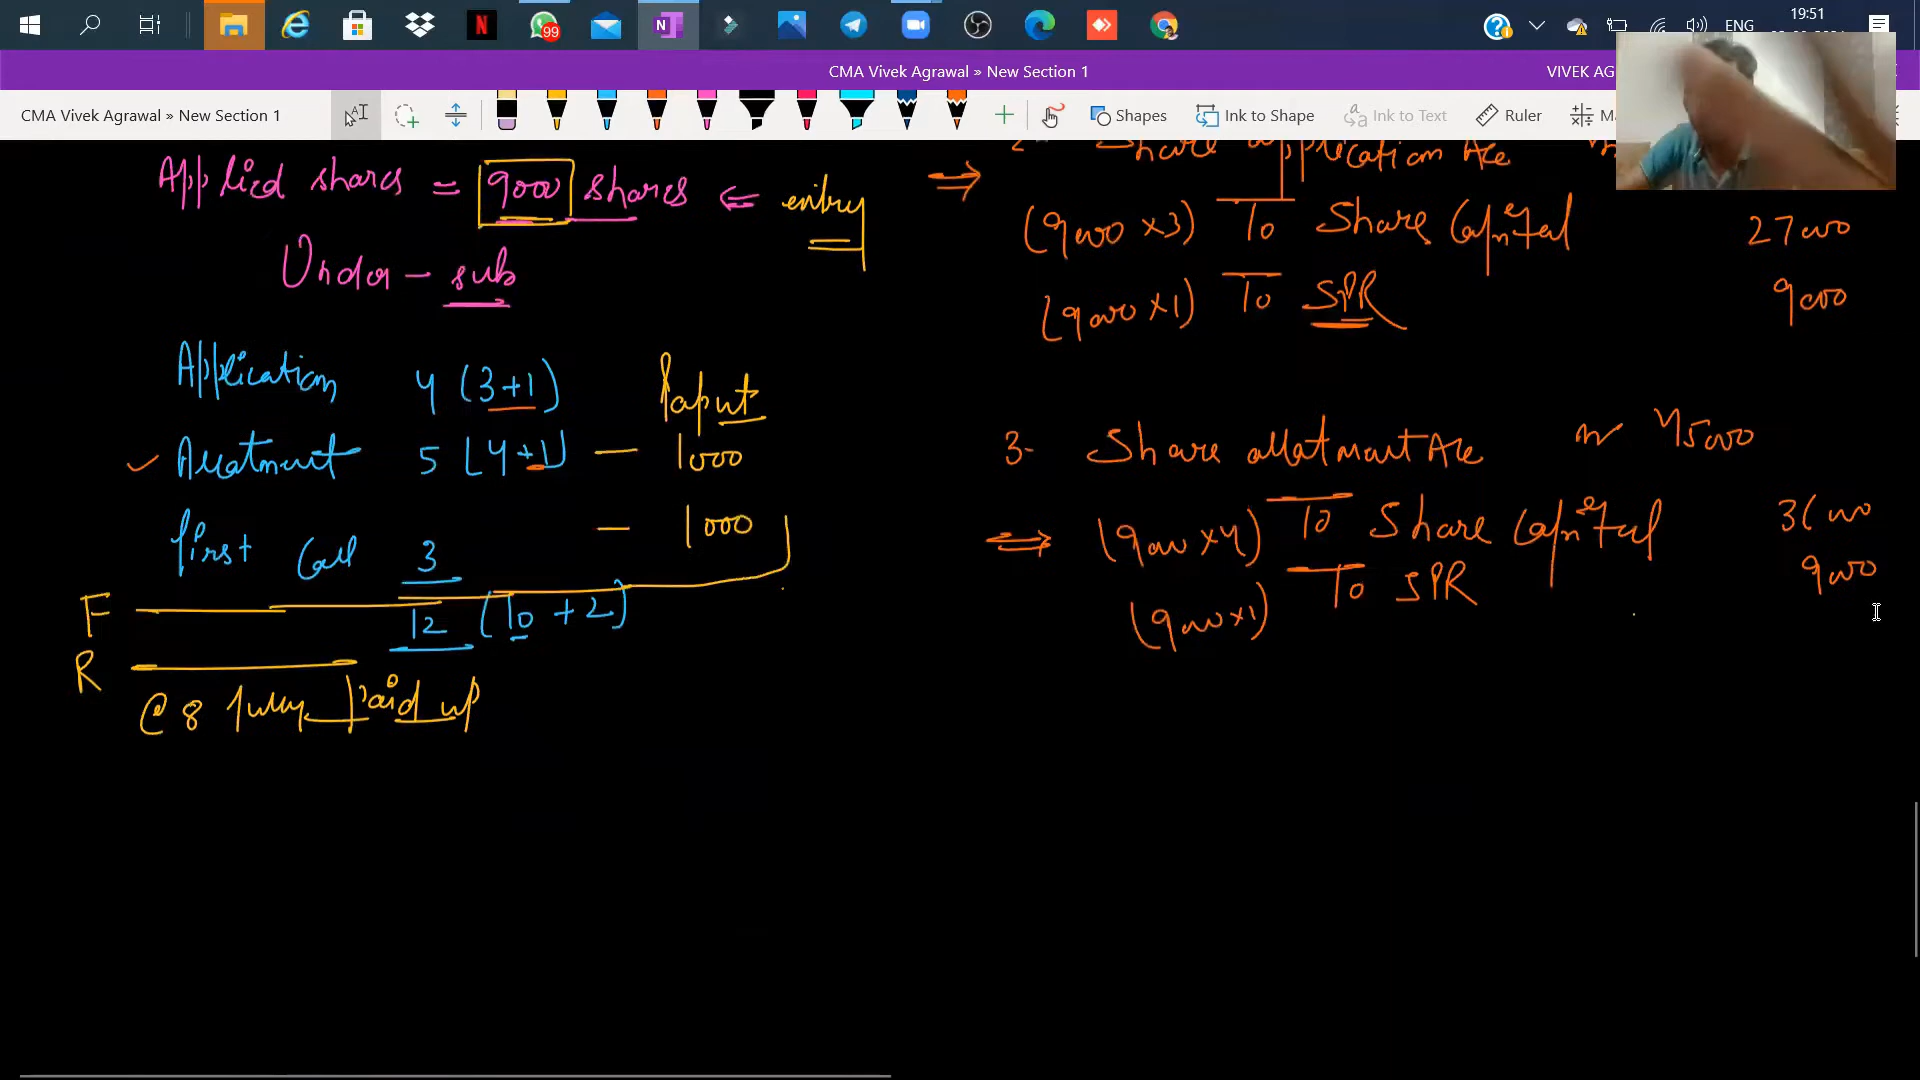 99
ENG
19:51
CMA Vivek Agrawal » New Section 1
VIVEK AG
CMA Vivek Agrawal » New Section 1
Shapes
Ink to Shape
Ink to Text
Ruler
Applied shares = 9000 shares ⇐ entry
Under - sub
Application 4 (3+1)
5 (4+1) — 1000
First Call 3 — 1000
F
12 (10 + 2)
R
@ 8 fully paid up
⇒ Share application A/c
(9000 ×3) To Share Capital 27000
(9000 ×1) To SPR 9000
3- Share allotment A/c 45000
(9000 ×4) To Share Capital 36000
(9000 ×1) To SPR 9000